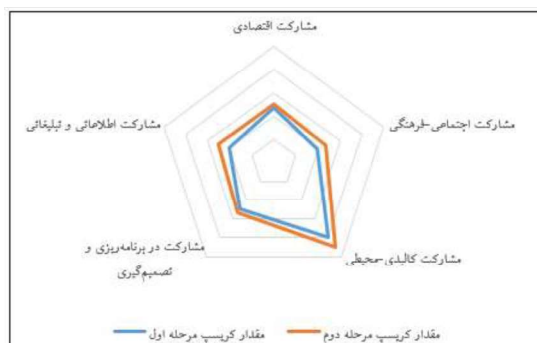 مشارکت اقتصادی
مشارکت اجتماعی-فرهنگی
مشارکت کالبدی-محیطی
مشارکت در برنامه‌ریزی و
تصمیم‌گیری
مشارکت اطلاعاتی و تبلیغاتی
مقدار کریسپ مرحله دوم
مقدار کریسپ مرحله اول